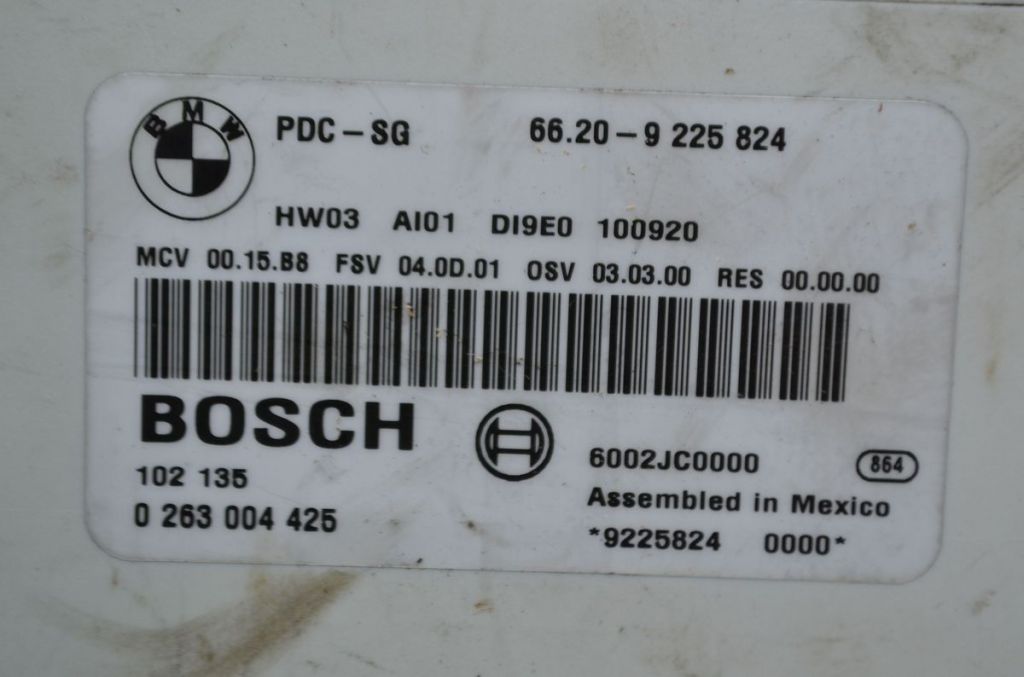 BMW
PDC-SG 66.20-9 225 824
HW03 AI01 DI9E0 100920
MCV 00.15.B8 FSV 04.0D.01 OSV 03.03.00 RES 00.00.00
BOSCH
102 135
0 263 004 425
6002JC0000 864
Assembled in Mexico
*9225824 0000*